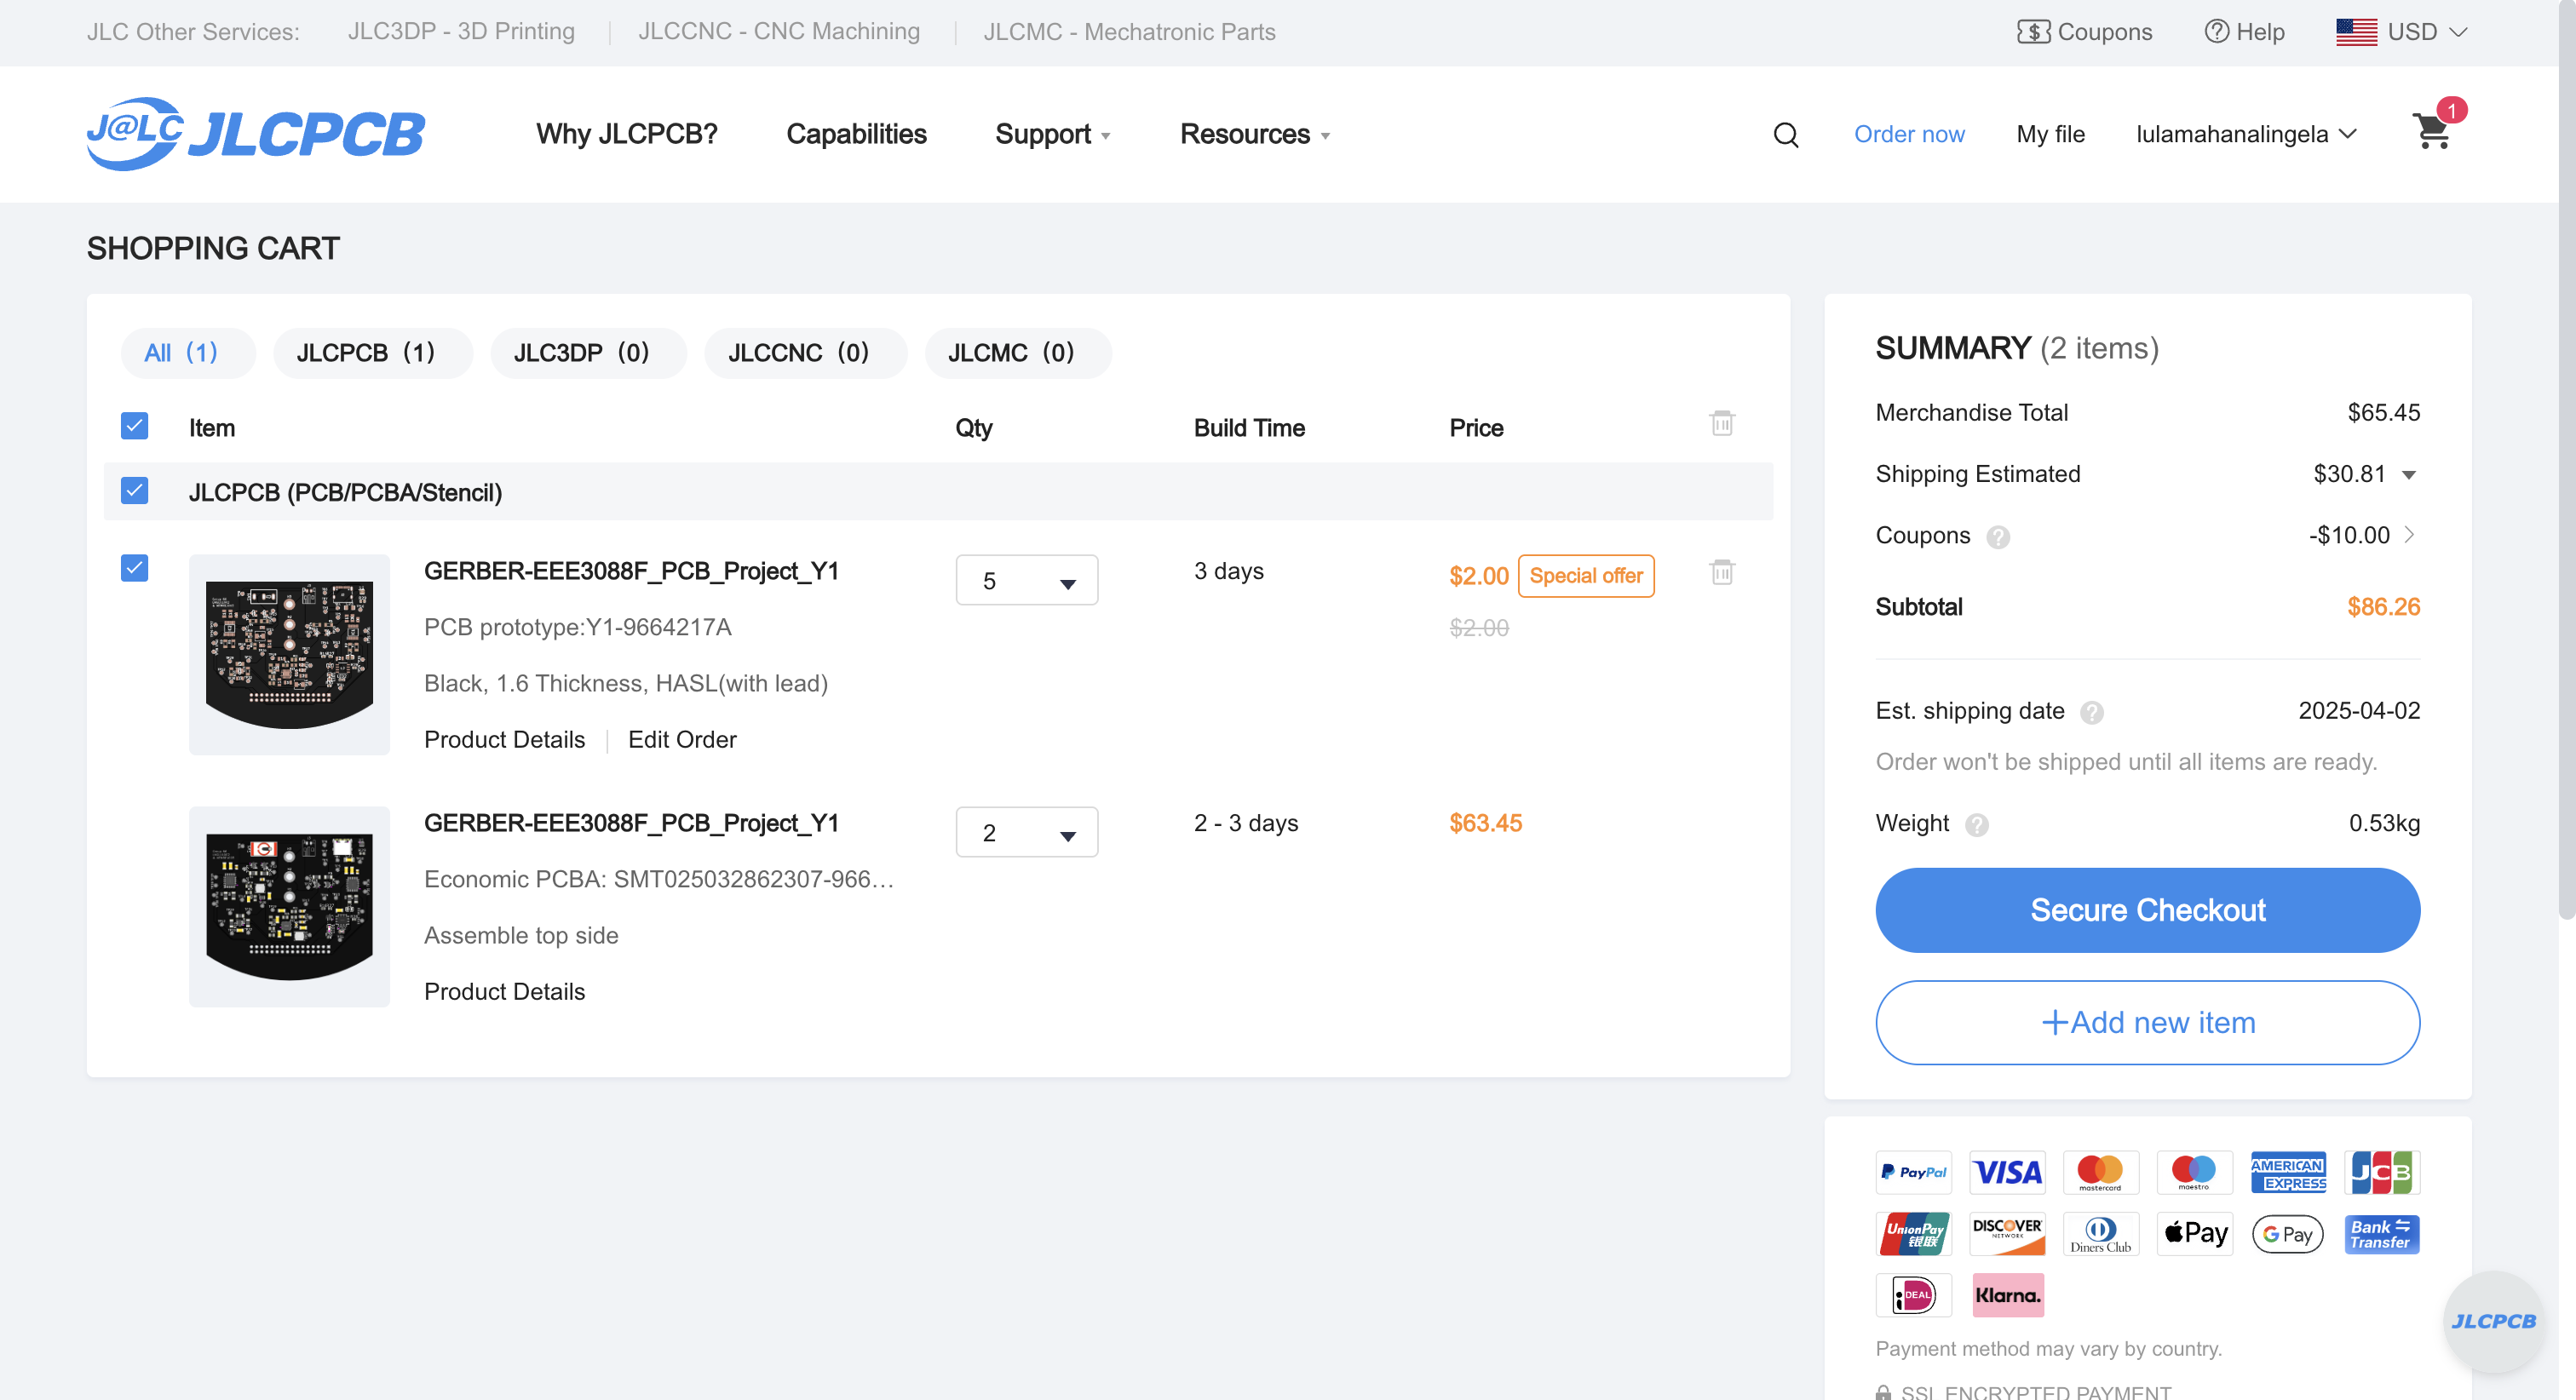 JLC Other Services:
JLC3DP - 3D Printing
JLCCNC - CNC Machining
JLCMC - Mechatronic Parts
Coupons
Help
USD
J@LC JLCPCB
Why JLCPCB?
Capabilities
Support
Resources
Order now
My file
lulamahanalingela
1
SHOPPING CART
All (1)
JLCPCB (1)
JLC3DP (0)
JLCCNC (0)
JLCMC (0)
Item
Qty
Build Time
Price
JLCPCB (PCB/PCBA/Stencil)
GERBER-EEE3088F_PCB_Project_Y1
5
3 days
$2.00 Special offer
$2.00
PCB prototype:Y1-9664217A
Black, 1.6 Thickness, HASL(with lead)
Product Details
Edit Order
GERBER-EEE3088F_PCB_Project_Y1
2
2 - 3 days
$63.45
Economic PCBA: SMT025032862307-966…
Assemble top side
Product Details
SUMMARY (2 items)
Merchandise Total $65.45
Shipping Estimated $30.81
Coupons ? -$10.00
Subtotal $86.26
Est. shipping date ? 2025-04-02
Order won't be shipped until all items are ready.
Weight ? 0.53kg
Secure Checkout
+Add new item
PayPal VISA mastercard maestro AMERICAN EXPRESS JCB
UnionPay 银联 DISCOVER NETWORK Diners Club Pay G Pay Bank Transfer
iDEAL Klarna.
Payment method may vary by country.
SSL ENCRYPTED PAYMENT
JLCPCB